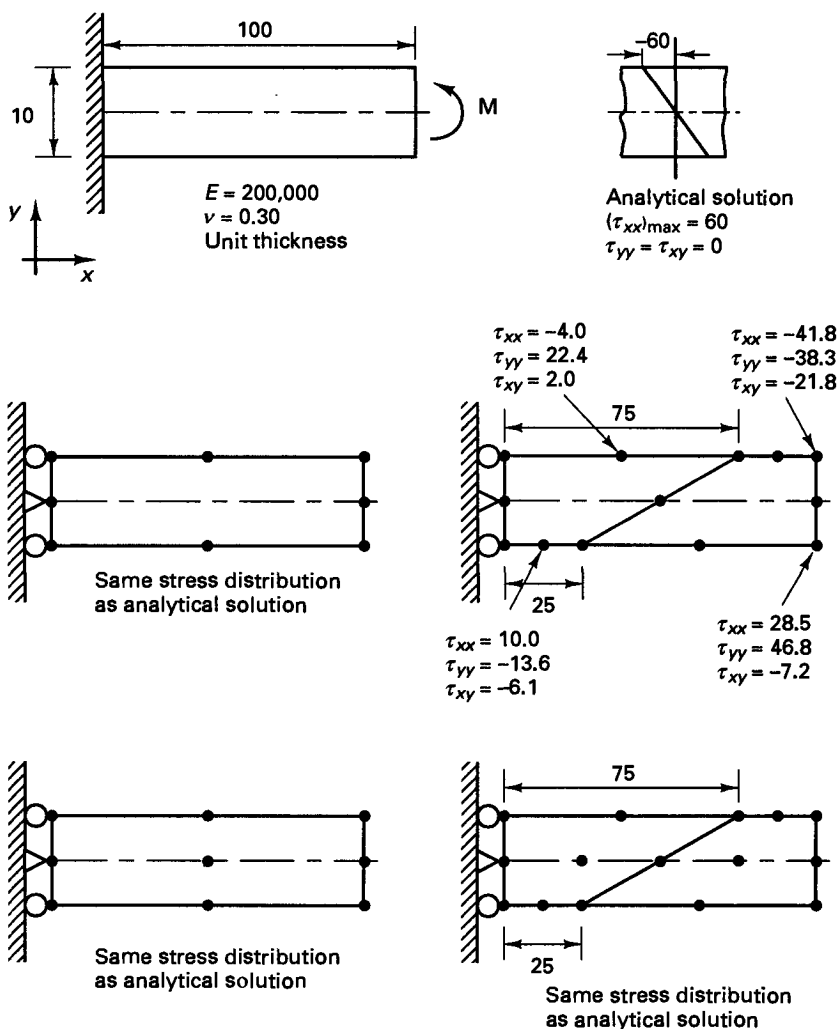 100
-60
10
M
E = 200,000
ν = 0.30
Unit thickness
y
x
Analytical solution
(τxx)max = 60
τyy = τxy = 0
τxx = –4.0
τyy = 22.4
τxy = 2.0
τxx = –41.8
τyy = –38.3
τxy = –21.8
75
Same stress distribution
as analytical solution
25
τxx = 10.0
τyy = –13.6
τxy = –6.1
τxx = 28.5
τyy = 46.8
τxy = –7.2
75
Same stress distribution
as analytical solution
25
Same stress distribution
as analytical solution